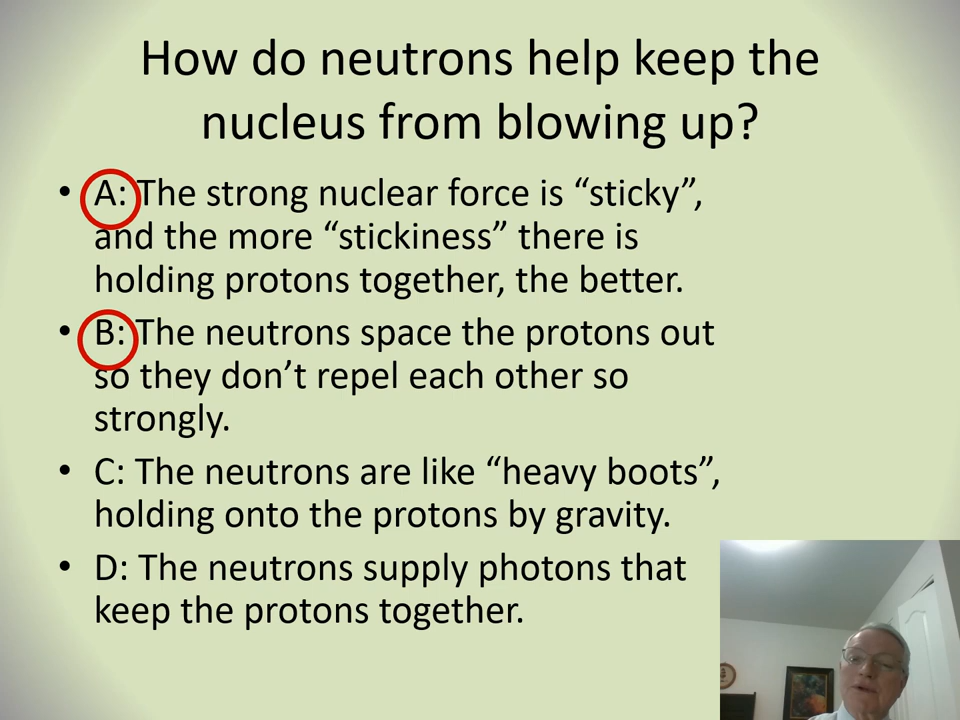 How do neutrons help keep the
nucleus from blowing up?
• A: The strong nuclear force is “sticky”,
and the more “stickiness” there is
holding protons together, the better.
• B: The neutrons space the protons out
so they don’t repel each other so
strongly.
• C: The neutrons are like “heavy boots”,
holding onto the protons by gravity.
• D: The neutrons supply photons that
keep the protons together.